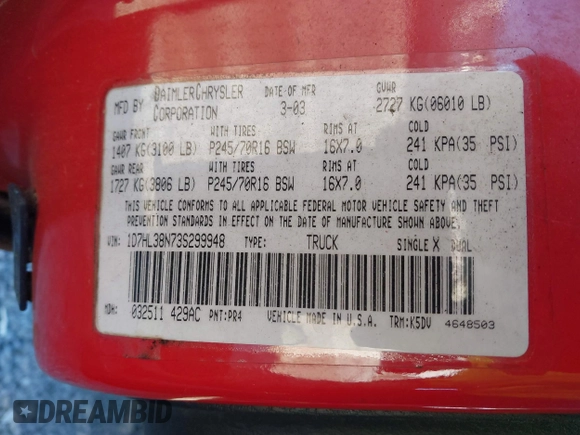 MFD BY DAIMLERCHRYSLER CORPORATION DATE OF MFR 3-03 GVWR 2727 KG(06010 LB)
GAWR FRONT WITH TIRES RIMS AT COLD
1407 KG(3100 LB) P245/70R16 BSW 16X7.0 241 KPA(35 PSI)
GAWR REAR WITH TIRES RIMS AT COLD
1727 KG(3806 LB) P245/70R16 BSW 16X7.0 241 KPA(35 PSI)
THIS VEHICLE CONFORMS TO ALL APPLICABLE FEDERAL MOTOR VEHICLE SAFETY AND THEFT
PREVENTION STANDARDS IN EFFECT ON THE DATE OF MANUFACTURE SHOWN ABOVE.
VIN: 1D7HL38N73S299948 TYPE: TRUCK SINGLE X DUAL
MDH: 032511 429AC PNT:PR4 VEHICLE MADE IN U.S.A. TRM:K5DV 4648503
DREAMBID